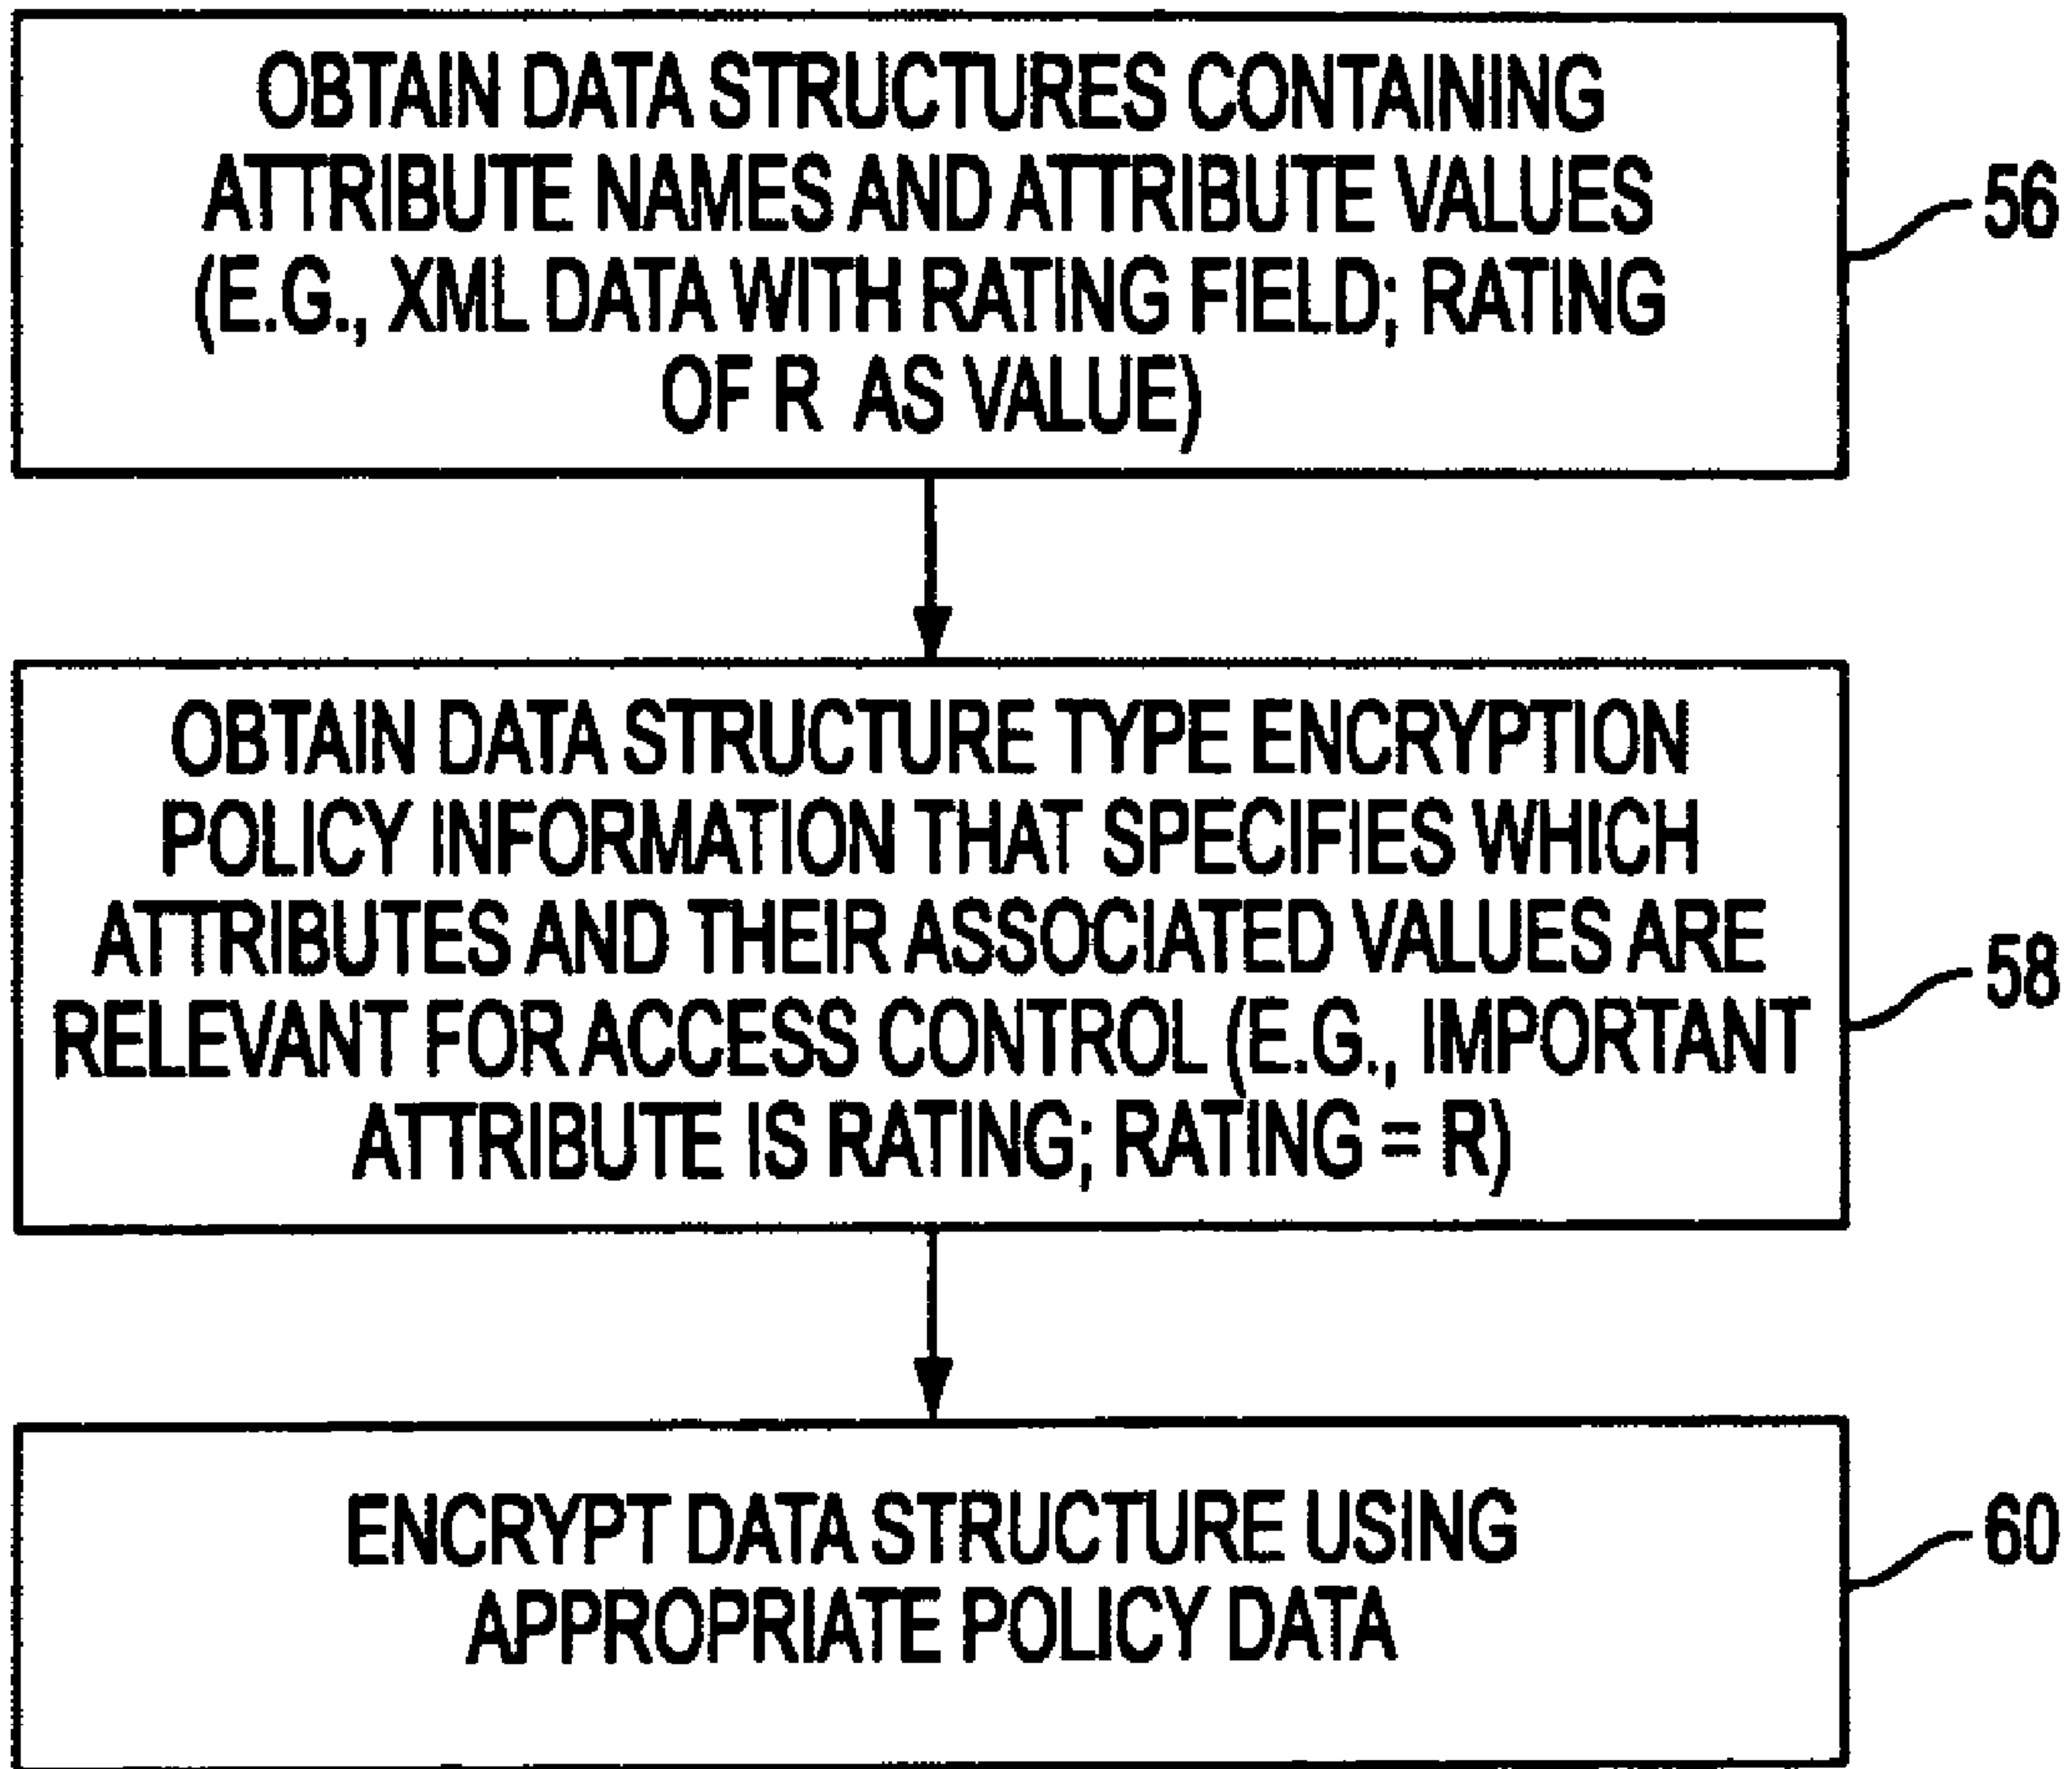 OBTAIN DATA STRUCTURES CONTAINING
ATTRIBUTE NAMES AND ATTRIBUTE VALUES
(E.G., XML DATA WITH RATING FIELD; RATING
OF R AS VALUE)
56
OBTAIN DATA STRUCTURE TYPE ENCRYPTION
POLICY INFORMATION THAT SPECIFIES WHICH
ATTRIBUTES AND THEIR ASSOCIATED VALUES ARE
RELEVANT FOR ACCESS CONTROL (E.G., IMPORTANT
ATTRIBUTE IS RATING; RATING = R)
58
ENCRYPT DATA STRUCTURE USING
APPROPRIATE POLICY DATA
60